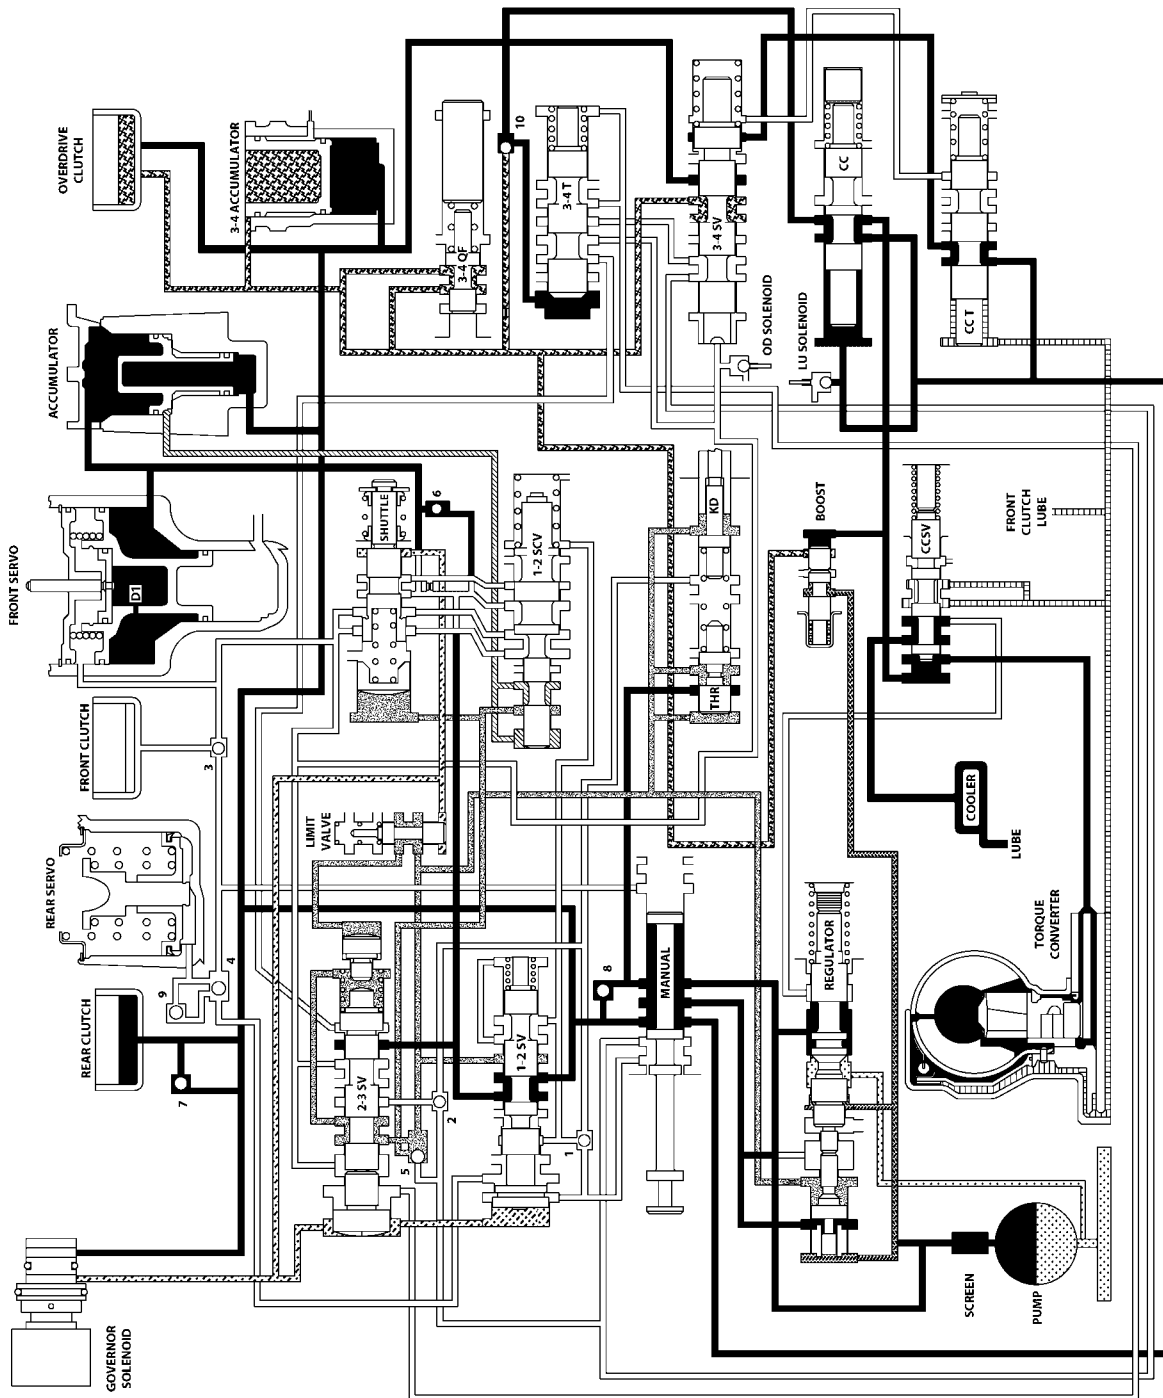 OVERDRIVE
CLUTCH
3-4 ACCUMULATOR
3-4 QF
10
3-4 T
3-4 SV
CC
CC T
OD SOLENOID
LU SOLENOID
ACCUMULATOR
FRONT SERVO
D1
SHUTTLE
6
1-2 SCV
KD
THR
BOOST
CCSV
FRONT
CLUTCH
LUBE
FRONT CLUTCH
3
LIMIT
VALVE
COOLER
LUBE
REAR SERVO
4
9
REAR CLUTCH
7
2-3 SV
2
5
1-2 SV
1
8
MANUAL
REGULATOR
TORQUE
CONVERTER
SCREEN
PUMP
GOVERNOR
SOLENOID